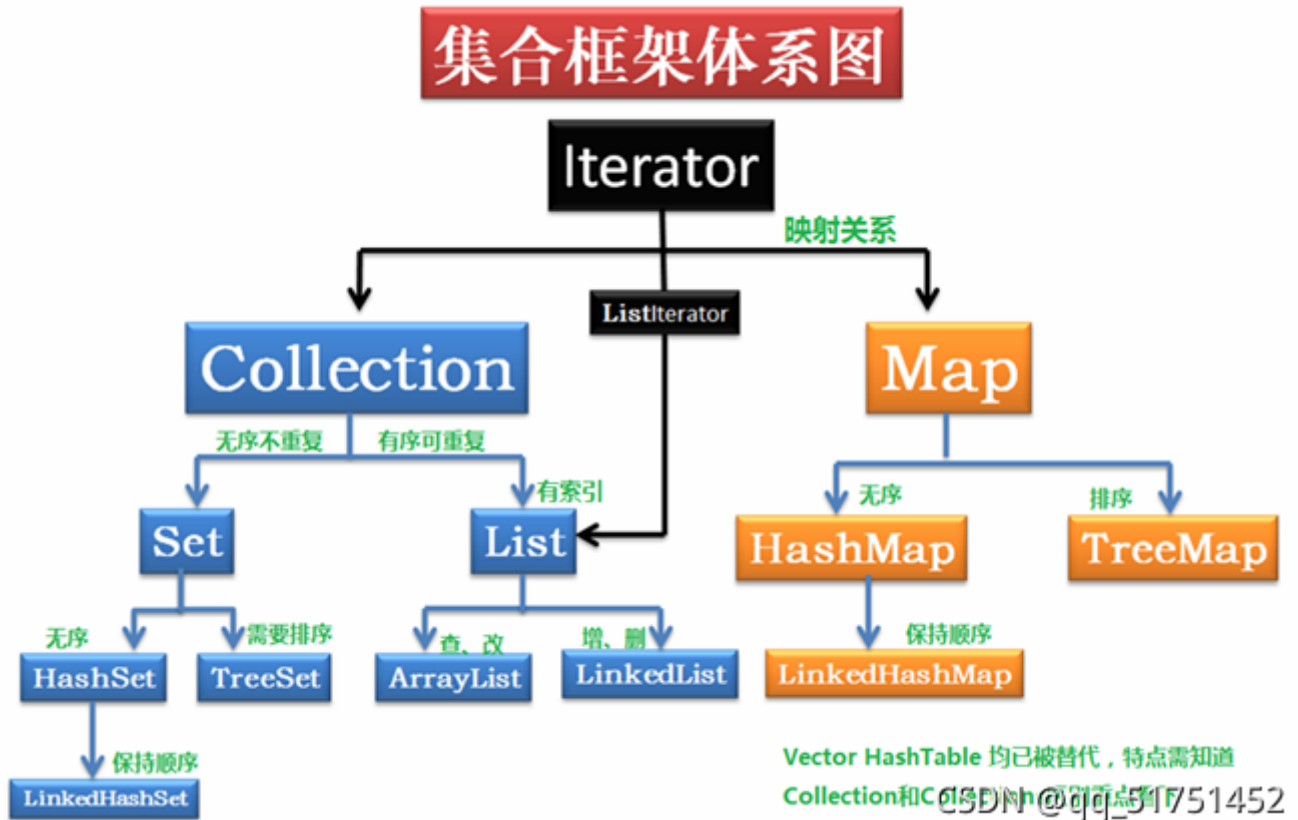 集合框架体系图
Iterator
映射关系
ListIterator
Collection
Map
无序不重复
有序可重复
有索引
无序
排序
Set
List
HashMap
TreeMap
无序
需要排序
查、改
增、删
保持顺序
HashSet
TreeSet
ArrayList
LinkedList
LinkedHashMap
保持顺序
LinkedHashSet
Vector HashTable 均已被替代，特点需知道
Collection和
CSDN @qq_51751452